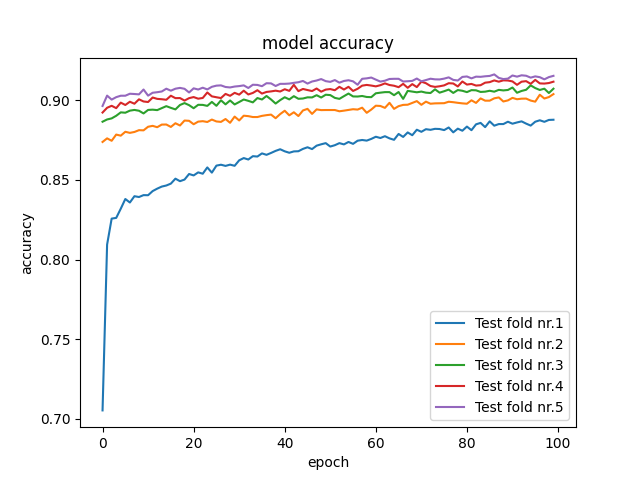 model accuracy
accuracy
0.90
0.85
0.80
0.75
0.70
Test fold nr.1
Test fold nr.2
Test fold nr.3
Test fold nr.4
Test fold nr.5
0 20 40 60 80 100
epoch